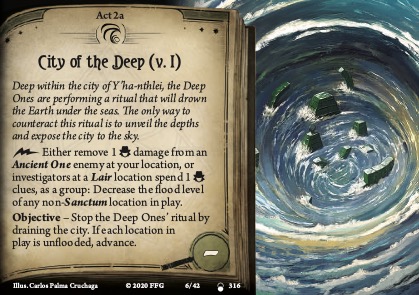 Act 2a
City of the Deep (v. I)
Deep within the city of Y'ha-nthlei, the Deep
Ones are performing a ritual that will drown
the Earth under the seas. The only way to
counteract this ritual is to unveil the depths
and expose the city to the sky.
Either remove 1 damage from an
Ancient One enemy at your location, or
investigators at a Lair location spend 1
clues, as a group: Decrease the flood level
of any non-Sanctum location in play.
Objective – Stop the Deep Ones' ritual by
draining the city. If each location in
play is unflooded, advance.
–
Illus. Carlos Palma Cruchaga © 2020 FFG 6/42 316